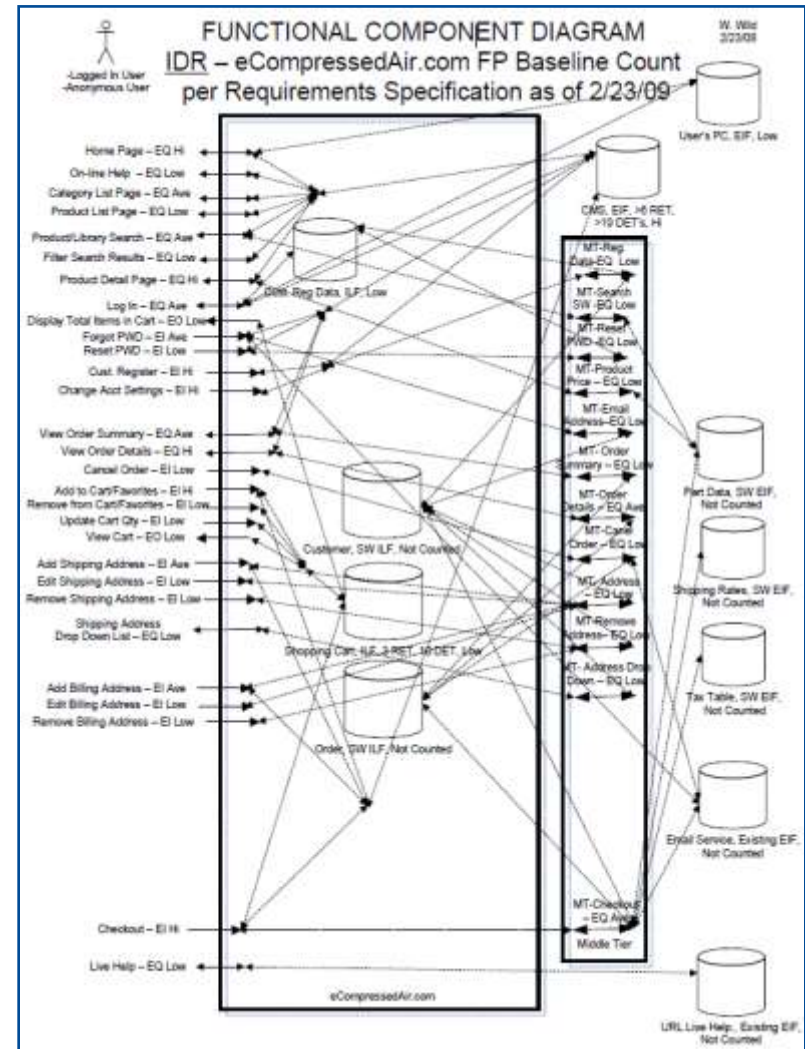 FUNCTIONAL COMPONENT DIAGRAM
IDR – eCompressedAir.com FP Baseline Count
per Requirements Specification as of 2/23/09
W. Wild
2/23/09
-Logged In User
-Anonymous User
User's PC, EIF, Low
CMS, EIF, >6 RET,
>19 DET's, Hi
Home Page – EQ Hi
On-line Help – EQ Low
Category List Page – EQ Ave
Product List Page – EQ Low
Product/Library Search – EQ Ave
Filter Search Results – EQ Low
Product Detail Page – EQ Hi
Log In – EQ Ave
Display Total Items in Cart – EO Low
Forgot PWD – EI Ave
Reset PWD – EI Low
Cust. Register – EI Hi
Change Acct Settings – EI Hi
View Order Summary – EQ Ave
View Order Details – EQ Hi
Cancel Order – EI Low
Add to Cart/Favorites – EI Hi
Remove from Cart/Favorites – EI Low
Update Cart Qty – EI Low
View Cart – EO Low
Add Shipping Address – EI Ave
Edit Shipping Address – EI Low
Remove Shipping Address – EI Low
Shipping Address
Drop Down List – EQ Low
Add Billing Address – EI Ave
Edit Billing Address – EI Low
Remove Billing Address – EI Low
Checkout – EI Hi
Live Help – EQ Low
Reg Data, ILF, Low
Customer, SW ILF, Not Counted
Shopping Cart, ILF, 2 RET, 16 DET, Low
Order, SW ILF, Not Counted
eCompressedAir.com
MT-Reg.
Data-EQ Low
MT-Search
SW -EQ Low
MT-Reset
PWD -EQ Low
MT-Product
Price – EQ Low
MT-Email
Address–EQ Low
MT- Order
Summary – EQ Low
MT-Order
Details – EQ Ave
MT-Cancel
Order – EQ Low
MT- Address
– EQ Low
MT-Remove
Address– EQ Low
MT- Address Drop
Down – EQ Low
MT-Checkout
– EQ Ave
Middle Tier
Part Data, SW EIF,
Not Counted
Shipping Rates, SW EIF,
Not Counted
Tax Table, SW EIF,
Not Counted
Email Service, Existing EIF,
Not Counted
URL Live Help, Existing EIF,
Not Counted